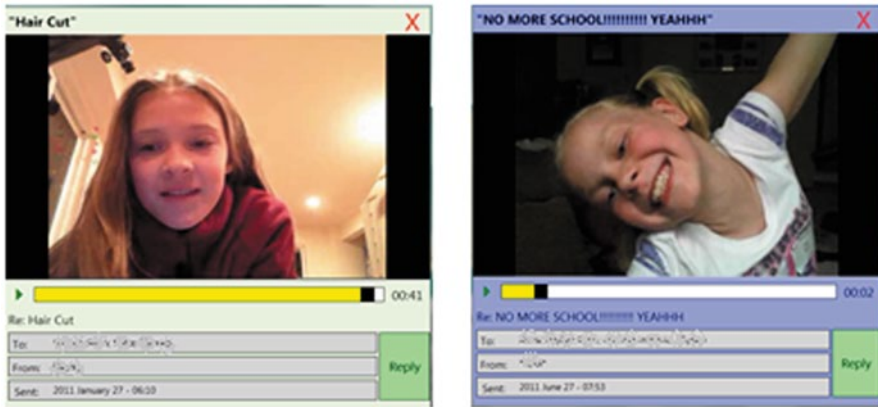 "Hair Cut" X
00:41
Re: Hair Cut
To:
From:
Reply
Sent: 2011 January 27 - 06:10
"NO MORE SCHOOL!!!!!!!!!! YEAHHH" X
00:02
Re: NO MORE SCHOOL!!!!!!!!!! YEAHHH
To:
From:
Reply
Sent: 2011 June 27 - 07:53